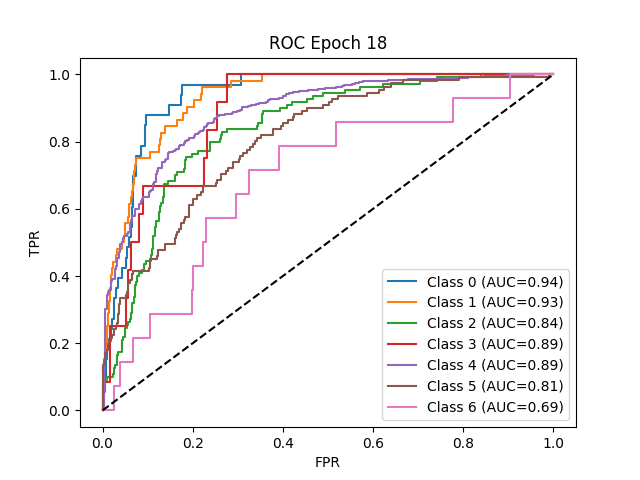 ROC Epoch 18
TPR
1.0
0.8
0.6
0.4
0.2
0.0
Class 0 (AUC=0.94)
Class 1 (AUC=0.93)
Class 2 (AUC=0.84)
Class 3 (AUC=0.89)
Class 4 (AUC=0.89)
Class 5 (AUC=0.81)
Class 6 (AUC=0.69)
0.0 0.2 0.4 0.6 0.8 1.0
FPR